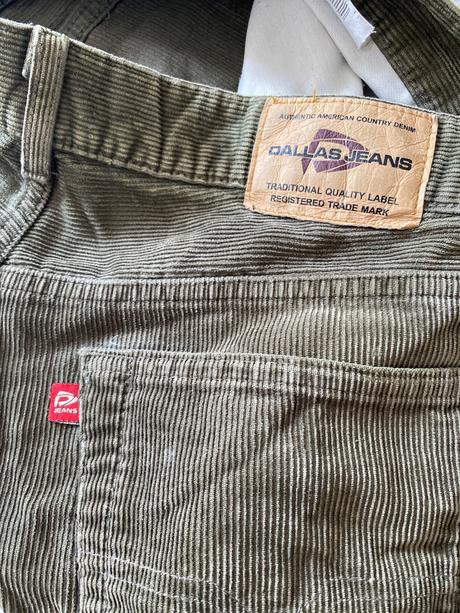 AUTHENTIC AMERICAN COUNTRY DENIM
DALLAS JEANS
TRADITIONAL QUALITY LABEL
REGISTERED TRADE MARK
JEANS